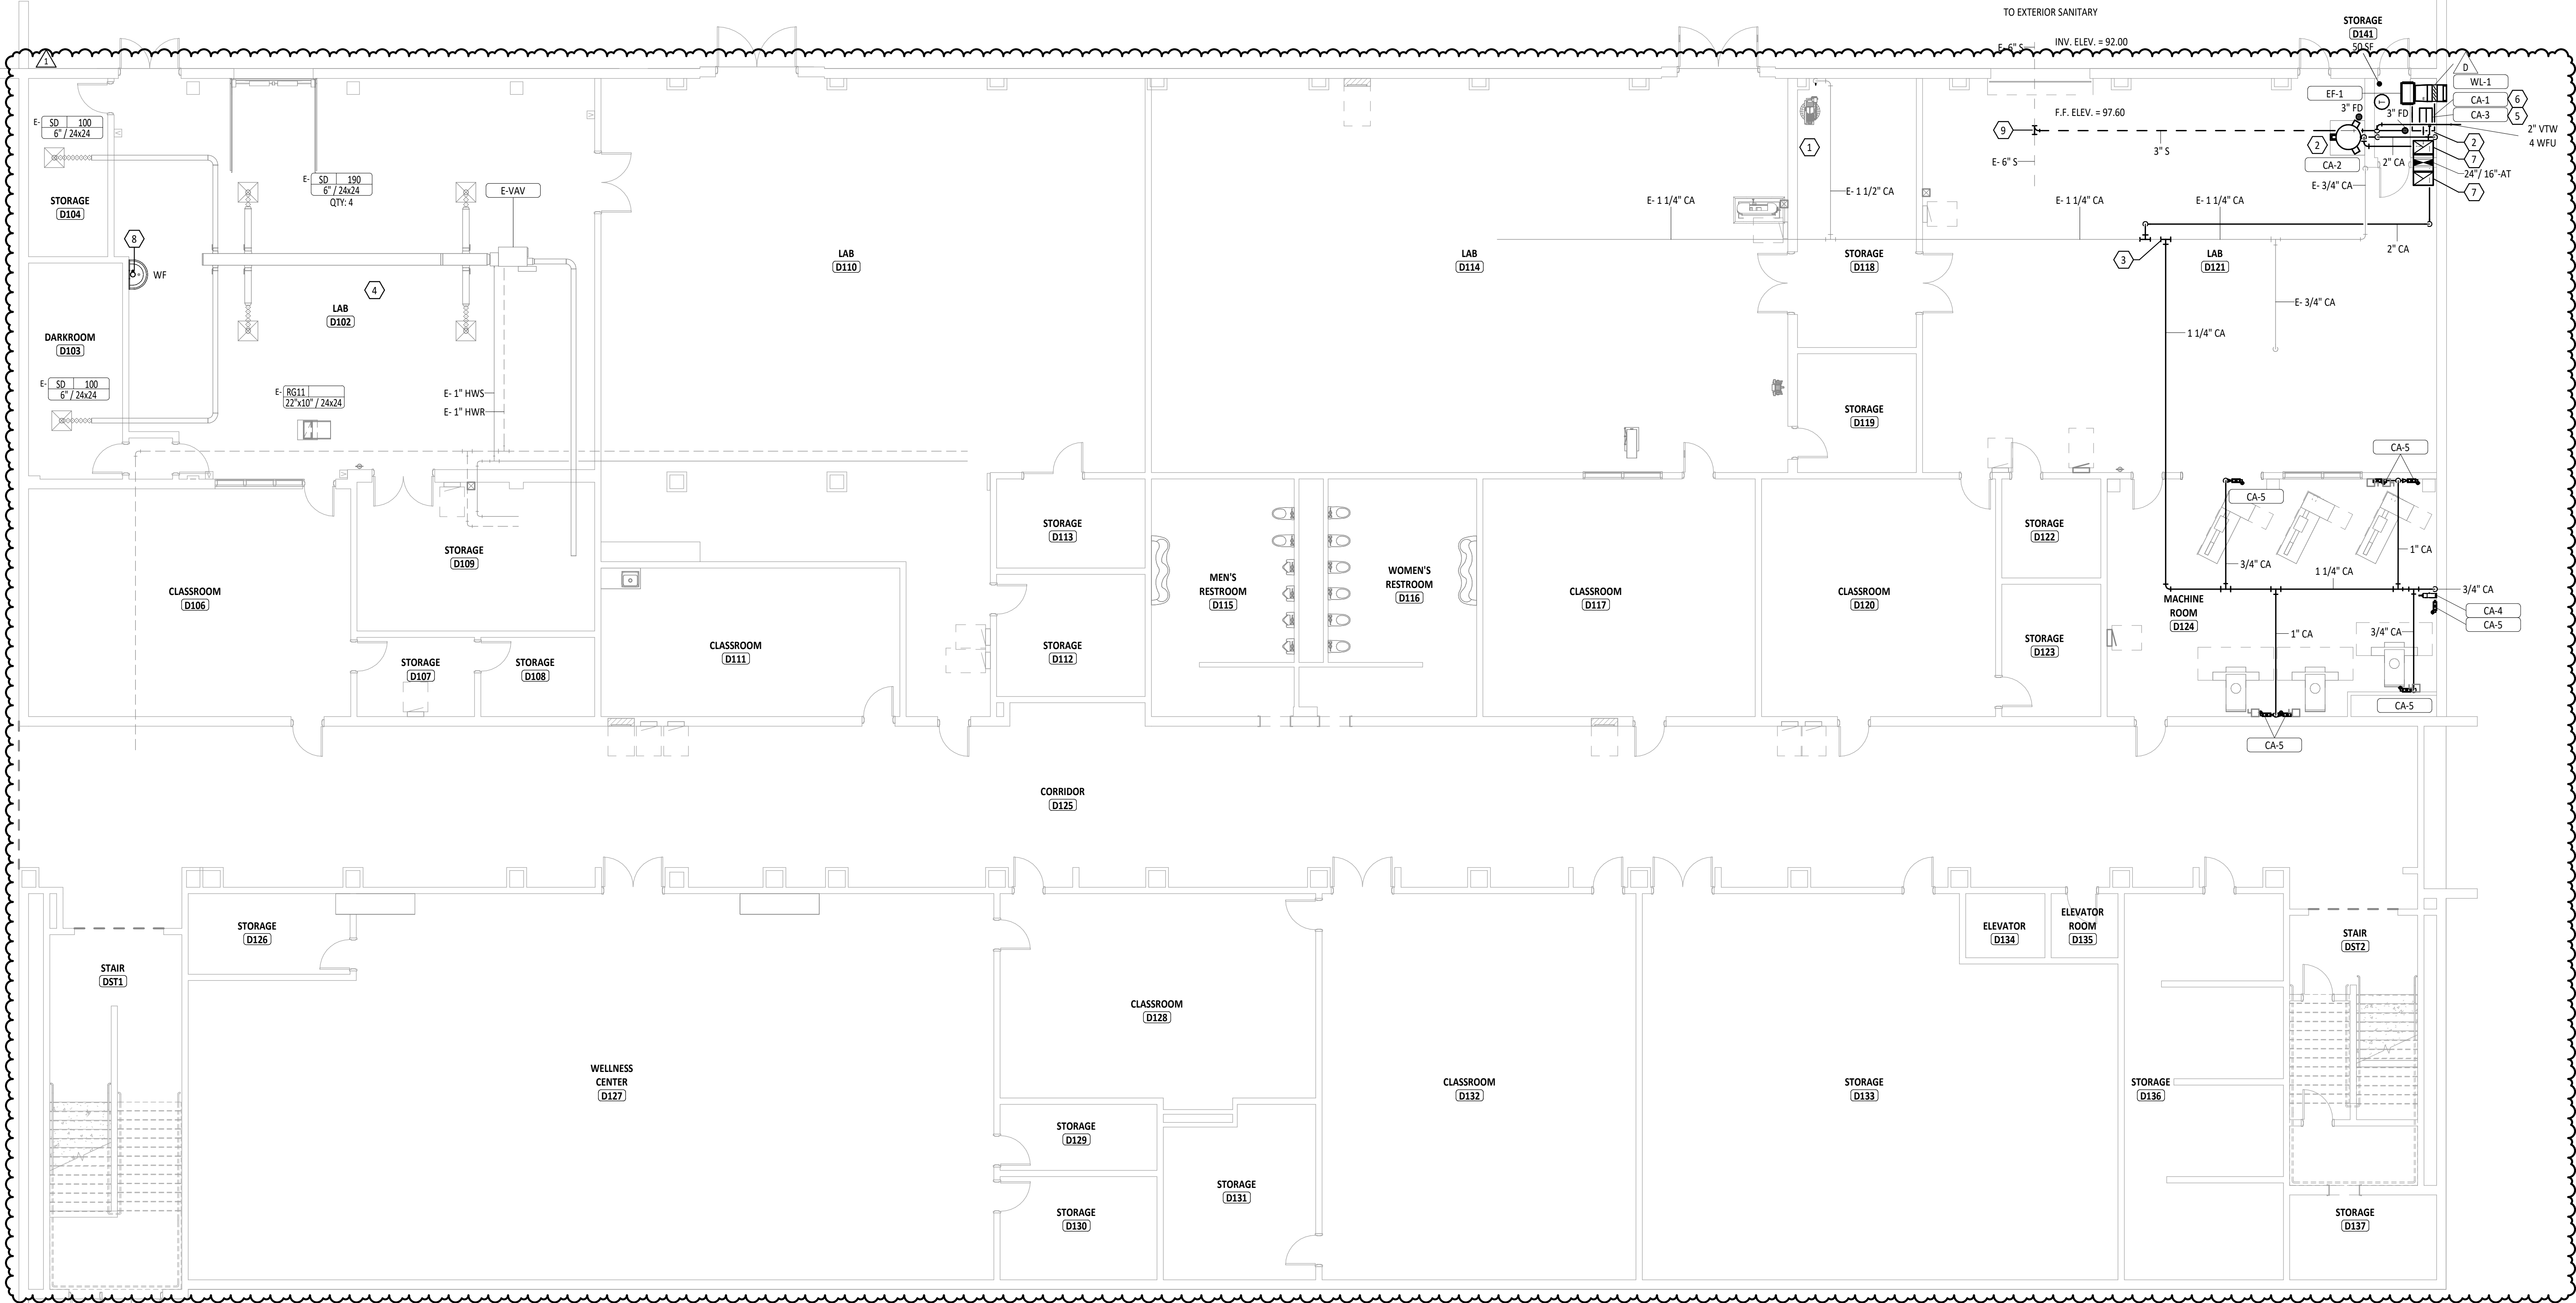 TO EXTERIOR SANITARY
STORAGE
D141
50 SF
E- 6" S
INV. ELEV. = 92.00
1
D
WL-1
EF-1
CA-1
6
CA-3
5
3" FD
3" FD
F.F. ELEV. = 97.60
T
2" VTW
4 WFU
9
2
2
7
7
3" S
2" CA
CA-2
24"/ 16"-AT
E- 6" S
E- 3/4" CA
1
E- SD 100
6" / 24x24
E- SD 190
6" / 24x24
QTY: 4
E-VAV
STORAGE
D104
E- 1 1/2" CA
E- 1 1/4" CA
E- 1 1/4" CA
E- 1 1/4" CA
2" CA
8
WF
4
LAB
D102
LAB
D110
LAB
D114
STORAGE
D118
3
LAB
D121
E- 3/4" CA
1 1/4" CA
DARKROOM
D103
E- SD 100
6" / 24x24
E- RG11
22"x10" / 24x24
E- 1" HWS
E- 1" HWR
STORAGE
D119
CA-5
CA-5
STORAGE
D113
STORAGE
D122
STORAGE
D109
1" CA
3/4" CA
1 1/4" CA
3/4" CA
CLASSROOM
D106
MEN'S
RESTROOM
D115
WOMEN'S
RESTROOM
D116
CLASSROOM
D117
CLASSROOM
D120
MACHINE
ROOM
D124
CA-4
CA-5
1" CA
3/4" CA
STORAGE
D107
STORAGE
D108
CLASSROOM
D111
STORAGE
D112
STORAGE
D123
CA-5
CA-5
CORRIDOR
D125
STORAGE
D126
ELEVATOR
D134
ELEVATOR
ROOM
D135
STAIR
DST2
STAIR
DST1
CLASSROOM
D128
WELLNESS
CENTER
D127
CLASSROOM
D132
STORAGE
D133
STORAGE
D136
STORAGE
D129
STORAGE
D131
STORAGE
D130
STORAGE
D137